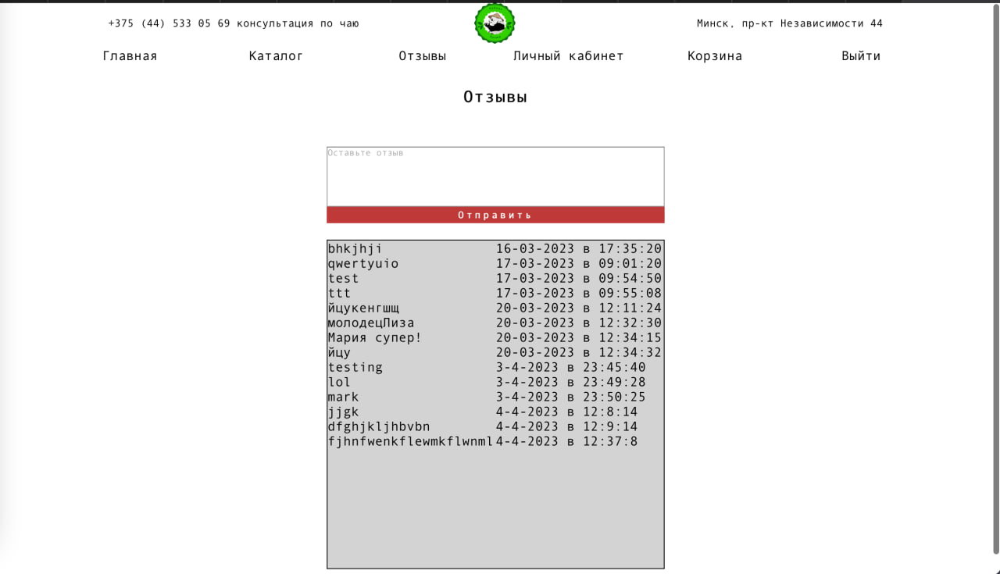 +375 (44) 533 05 69 консультация по чаю
Минск, пр-кт Независимости 44
Главная Каталог Отзывы Личный кабинет Корзина Выйти
Отзывы
Оставьте отзыв
Отправить
bhkjhji 16-03-2023 в 17:35:20
qwertyuio 17-03-2023 в 09:01:20
test 17-03-2023 в 09:54:50
ttt 17-03-2023 в 09:55:08
йцукенгшщ 20-03-2023 в 12:11:24
молодецЛиза 20-03-2023 в 12:32:30
Мария супер! 20-03-2023 в 12:34:15
йцу 20-03-2023 в 12:34:32
testing 3-4-2023 в 23:45:40
lol 3-4-2023 в 23:49:28
mark 3-4-2023 в 23:50:25
jjgk 4-4-2023 в 12:8:14
dfghjkljhbvbn 4-4-2023 в 12:9:14
fjhnfwenkflewmkflwnml 4-4-2023 в 12:37:8